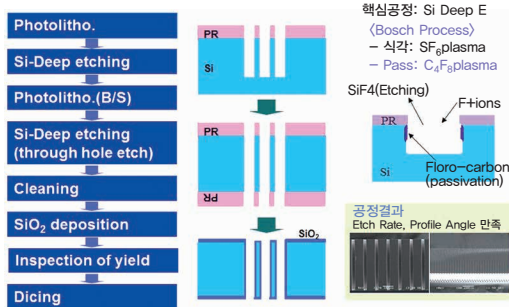 Photolitho.
Si-Deep etching
Photolitho.(B/S)
Si-Deep etching
(through hole etch)
Cleaning
SiO₂ deposition
Inspection of yield
Dicing
PR
Si
PR
PR
SiO₂
핵심공정: Si Deep E
〈Bosch Process〉
- 식각: SF₆plasma
- Pass: C₄F₈plasma
SiF4(Etching)
F+ions
PR
Si
Floro-carbon
(passivation)
공정결과
Etch Rate, Profile Angle 만족